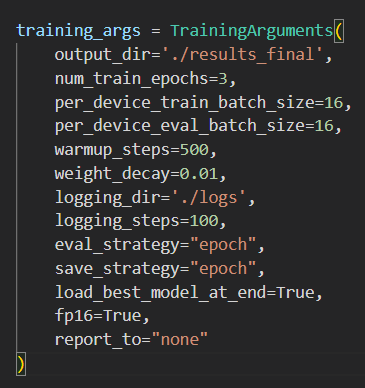 training_args = TrainingArguments(
    output_dir='./results_final',
    num_train_epochs=3,
    per_device_train_batch_size=16,
    per_device_eval_batch_size=16,
    warmup_steps=500,
    weight_decay=0.01,
    logging_dir='./logs',
    logging_steps=100,
    eval_strategy="epoch",
    save_strategy="epoch",
    load_best_model_at_end=True,
    fp16=True,
    report_to="none"
)